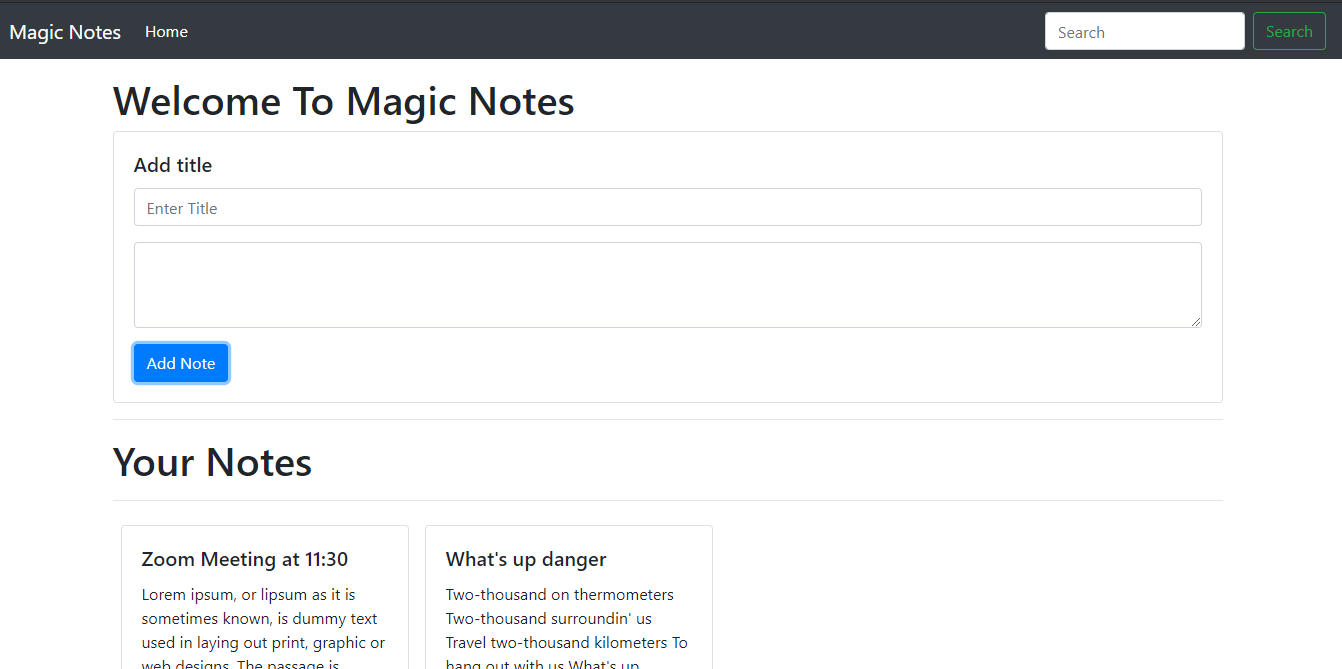 Magic Notes Home Search Search
Welcome To Magic Notes
Add title
Enter Title
Add Note
Your Notes
Zoom Meeting at 11:30
Lorem ipsum, or lipsum as it is
sometimes known, is dummy text
used in laying out print, graphic or
web designs. The passage is
What's up danger
Two-thousand on thermometers
Two-thousand surroundin' us
Travel two-thousand kilometers To
hang out with us What's up